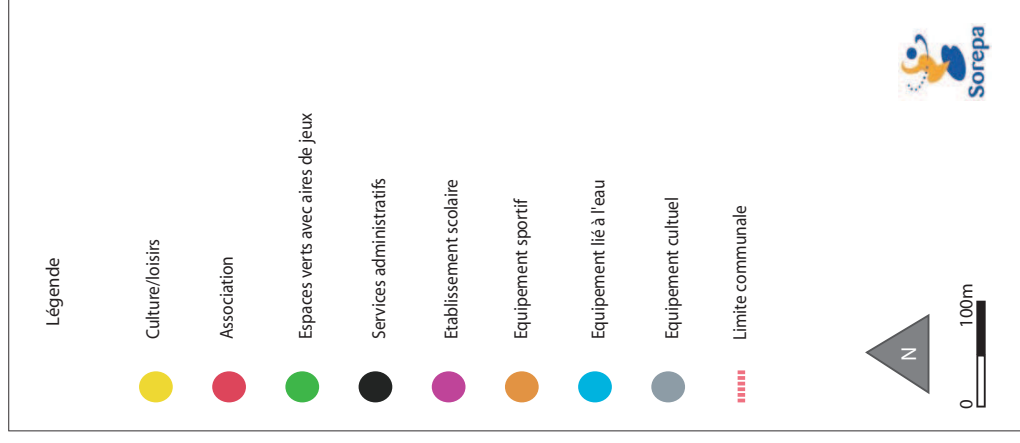 Légende
Culture/loisirs
Association
Espaces verts avec aires de jeux
Services administratifs
Etablissement scolaire
Equipement sportif
Equipement lié à l'eau
Equipement cultuel
Limite communale
N
0 100m
Sorepa